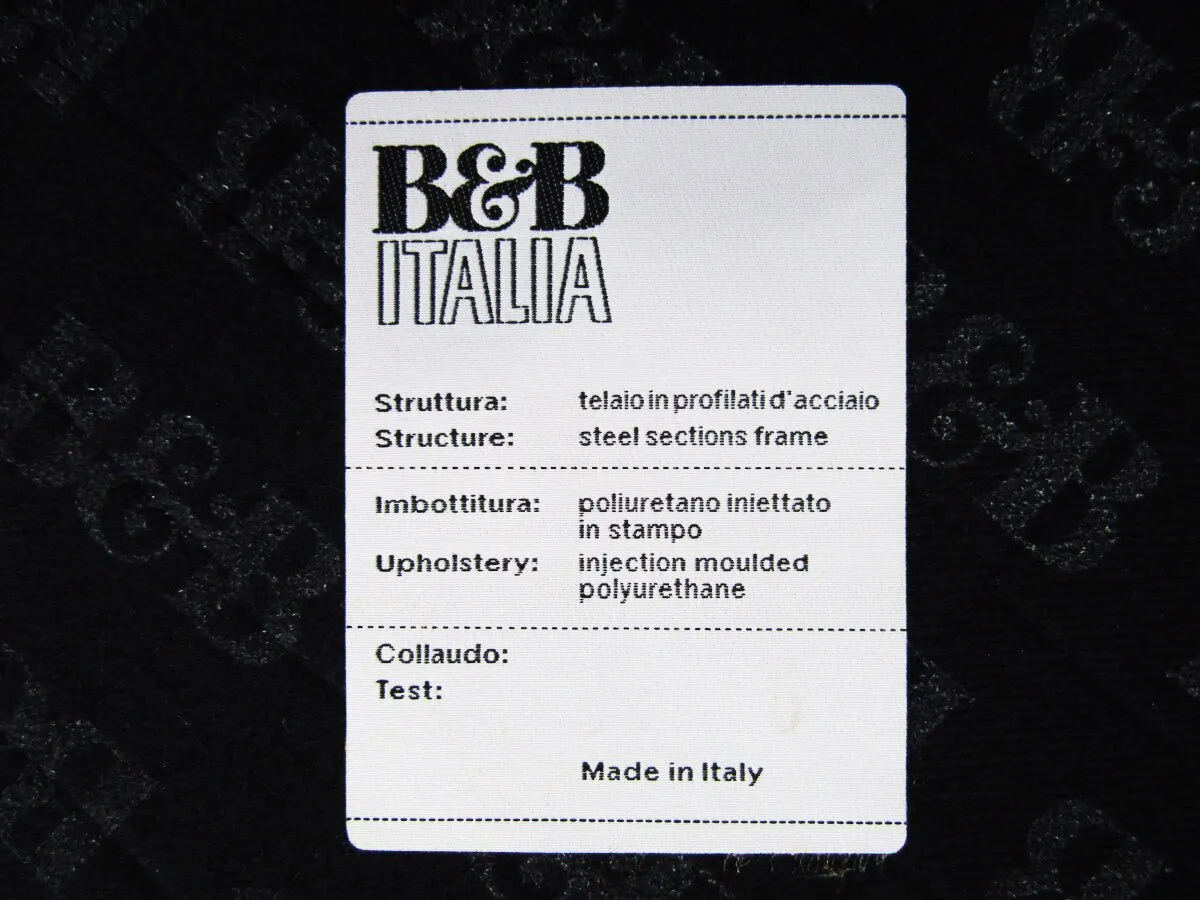 B&B
ITALIA
Struttura: telaio in profilati d'acciaio
Structure: steel sections frame
Imbottitura: poliuretano iniettato
in stampo
Upholstery: injection moulded
polyurethane
Collaudo:
Test:
Made in Italy